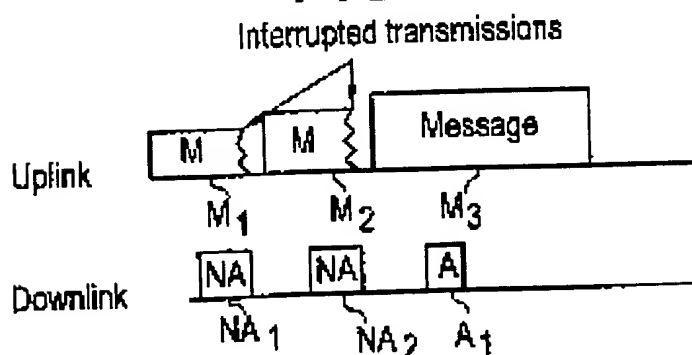 Interrupted transmissions
M M Message
Uplink
M1 M2 M3
NA NA A
Downlink
NA1 NA2 A1